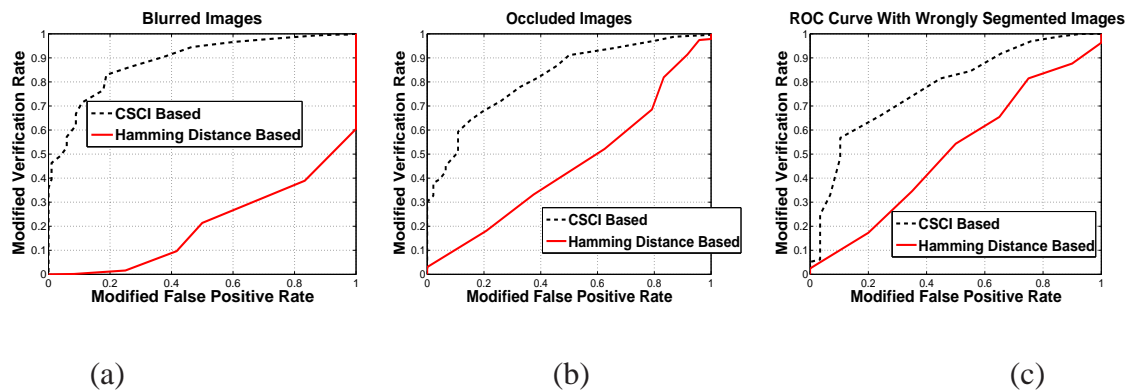 Blurred Images
Modified Verification Rate
1
0.9
0.8
0.7
0.6
0.5
0.4
0.3
0.2
0.1
0
0 0.2 0.4 0.6 0.8 1
Modified False Positive Rate
CSCI Based
Hamming Distance Based
(a)
Occluded Images
Modified Verification Rate
1
0.9
0.8
0.7
0.6
0.5
0.4
0.3
0.2
0.1
0
0 0.2 0.4 0.6 0.8 1
Modified False Positive Rate
CSCI Based
Hamming Distance Based
(b)
ROC Curve With Wrongly Segmented Images
Modified Verification Rate
1
0.9
0.8
0.7
0.6
0.5
0.4
0.3
0.2
0.1
0
0 0.2 0.4 0.6 0.8 1
Modified False Positive Rate
CSCI Based
Hamming Distance Based
(c)